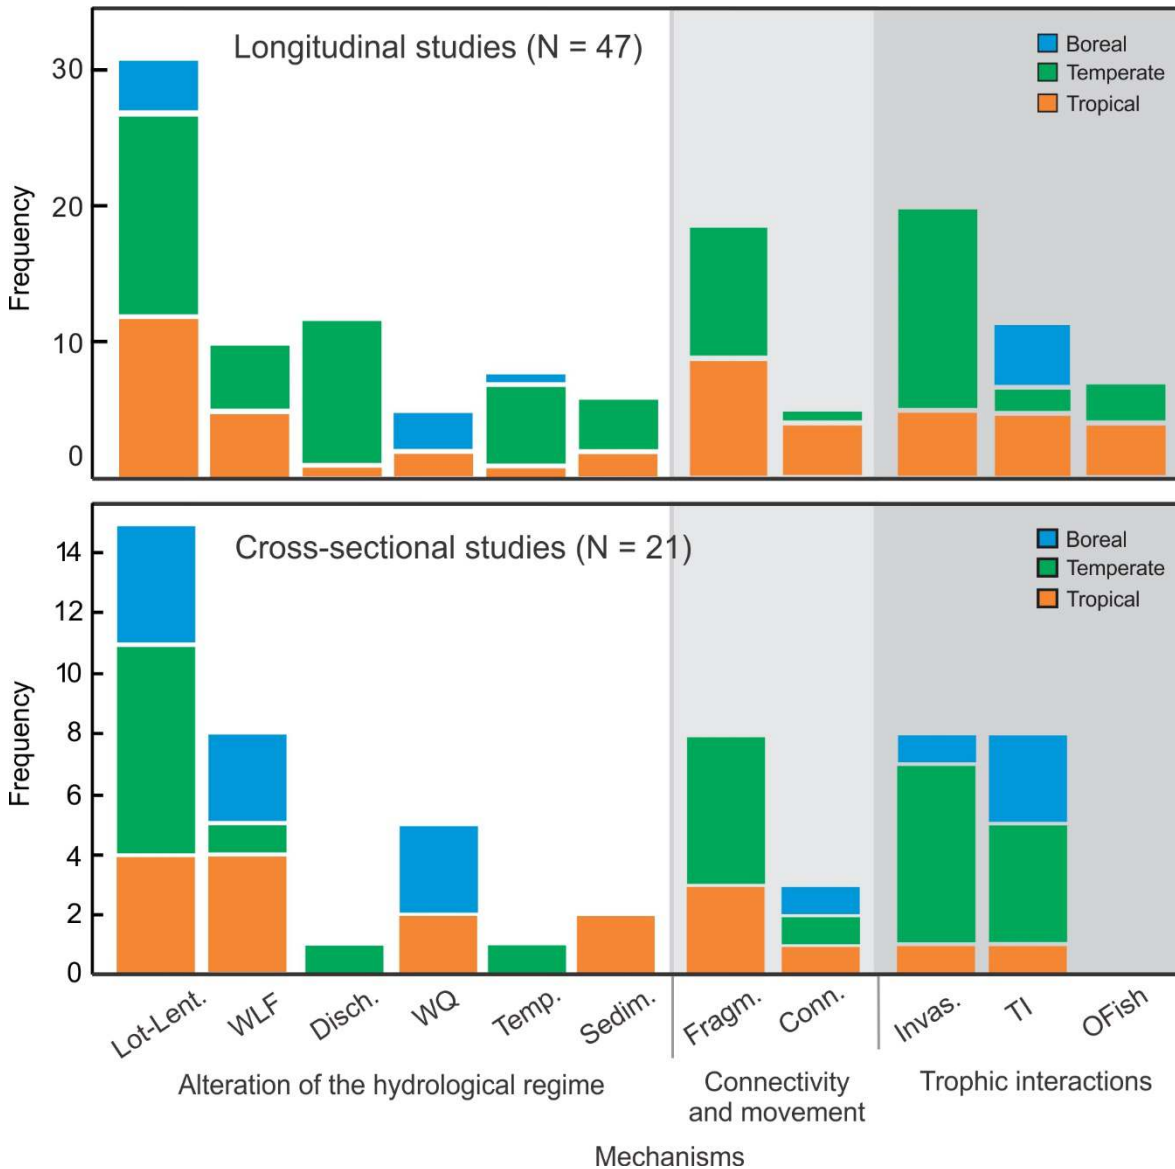 Longitudinal studies (N = 47)
Boreal
Temperate
Tropical
Frequency
30
20
10
0
Cross-sectional studies (N = 21)
Boreal
Temperate
Tropical
Frequency
14
12
10
8
6
4
2
0
Lot-Lent.
WLF
Disch.
WQ
Temp.
Sedim.
Fragm.
Conn.
Invas.
TI
OFish
Alteration of the hydrological regime
Connectivity
and movement
Trophic interactions
Mechanisms